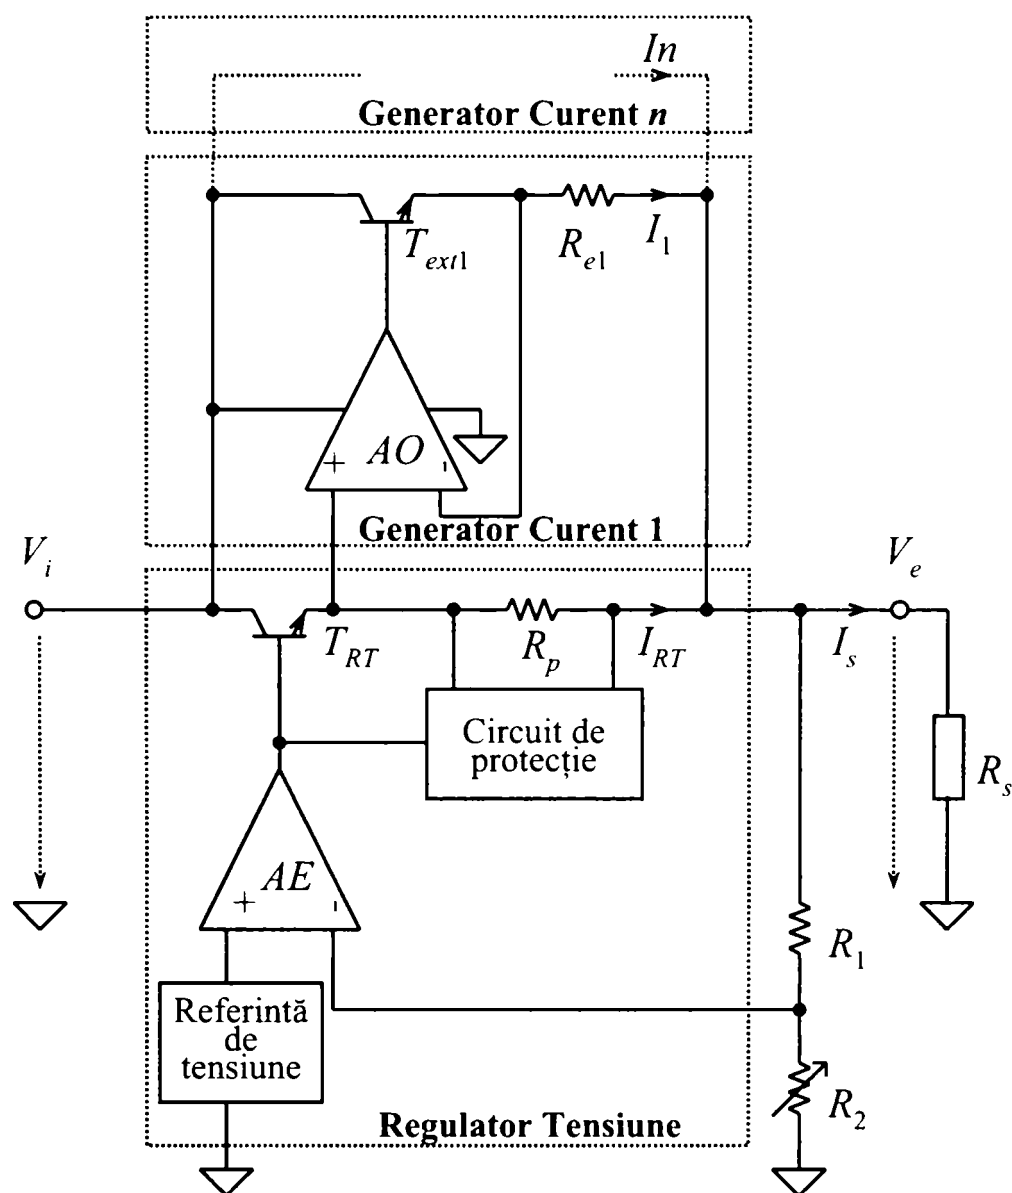 In
Generator Curent n
T_ext1
R_e1
I_1
+
AO
-
Generator Curent 1
V_i
V_e
T_RT
R_p
I_RT
I_s
Circuit de
protecție
R_s
+
AE
-
R_1
Referintă
de
tensiune
R_2
Regulator Tensiune